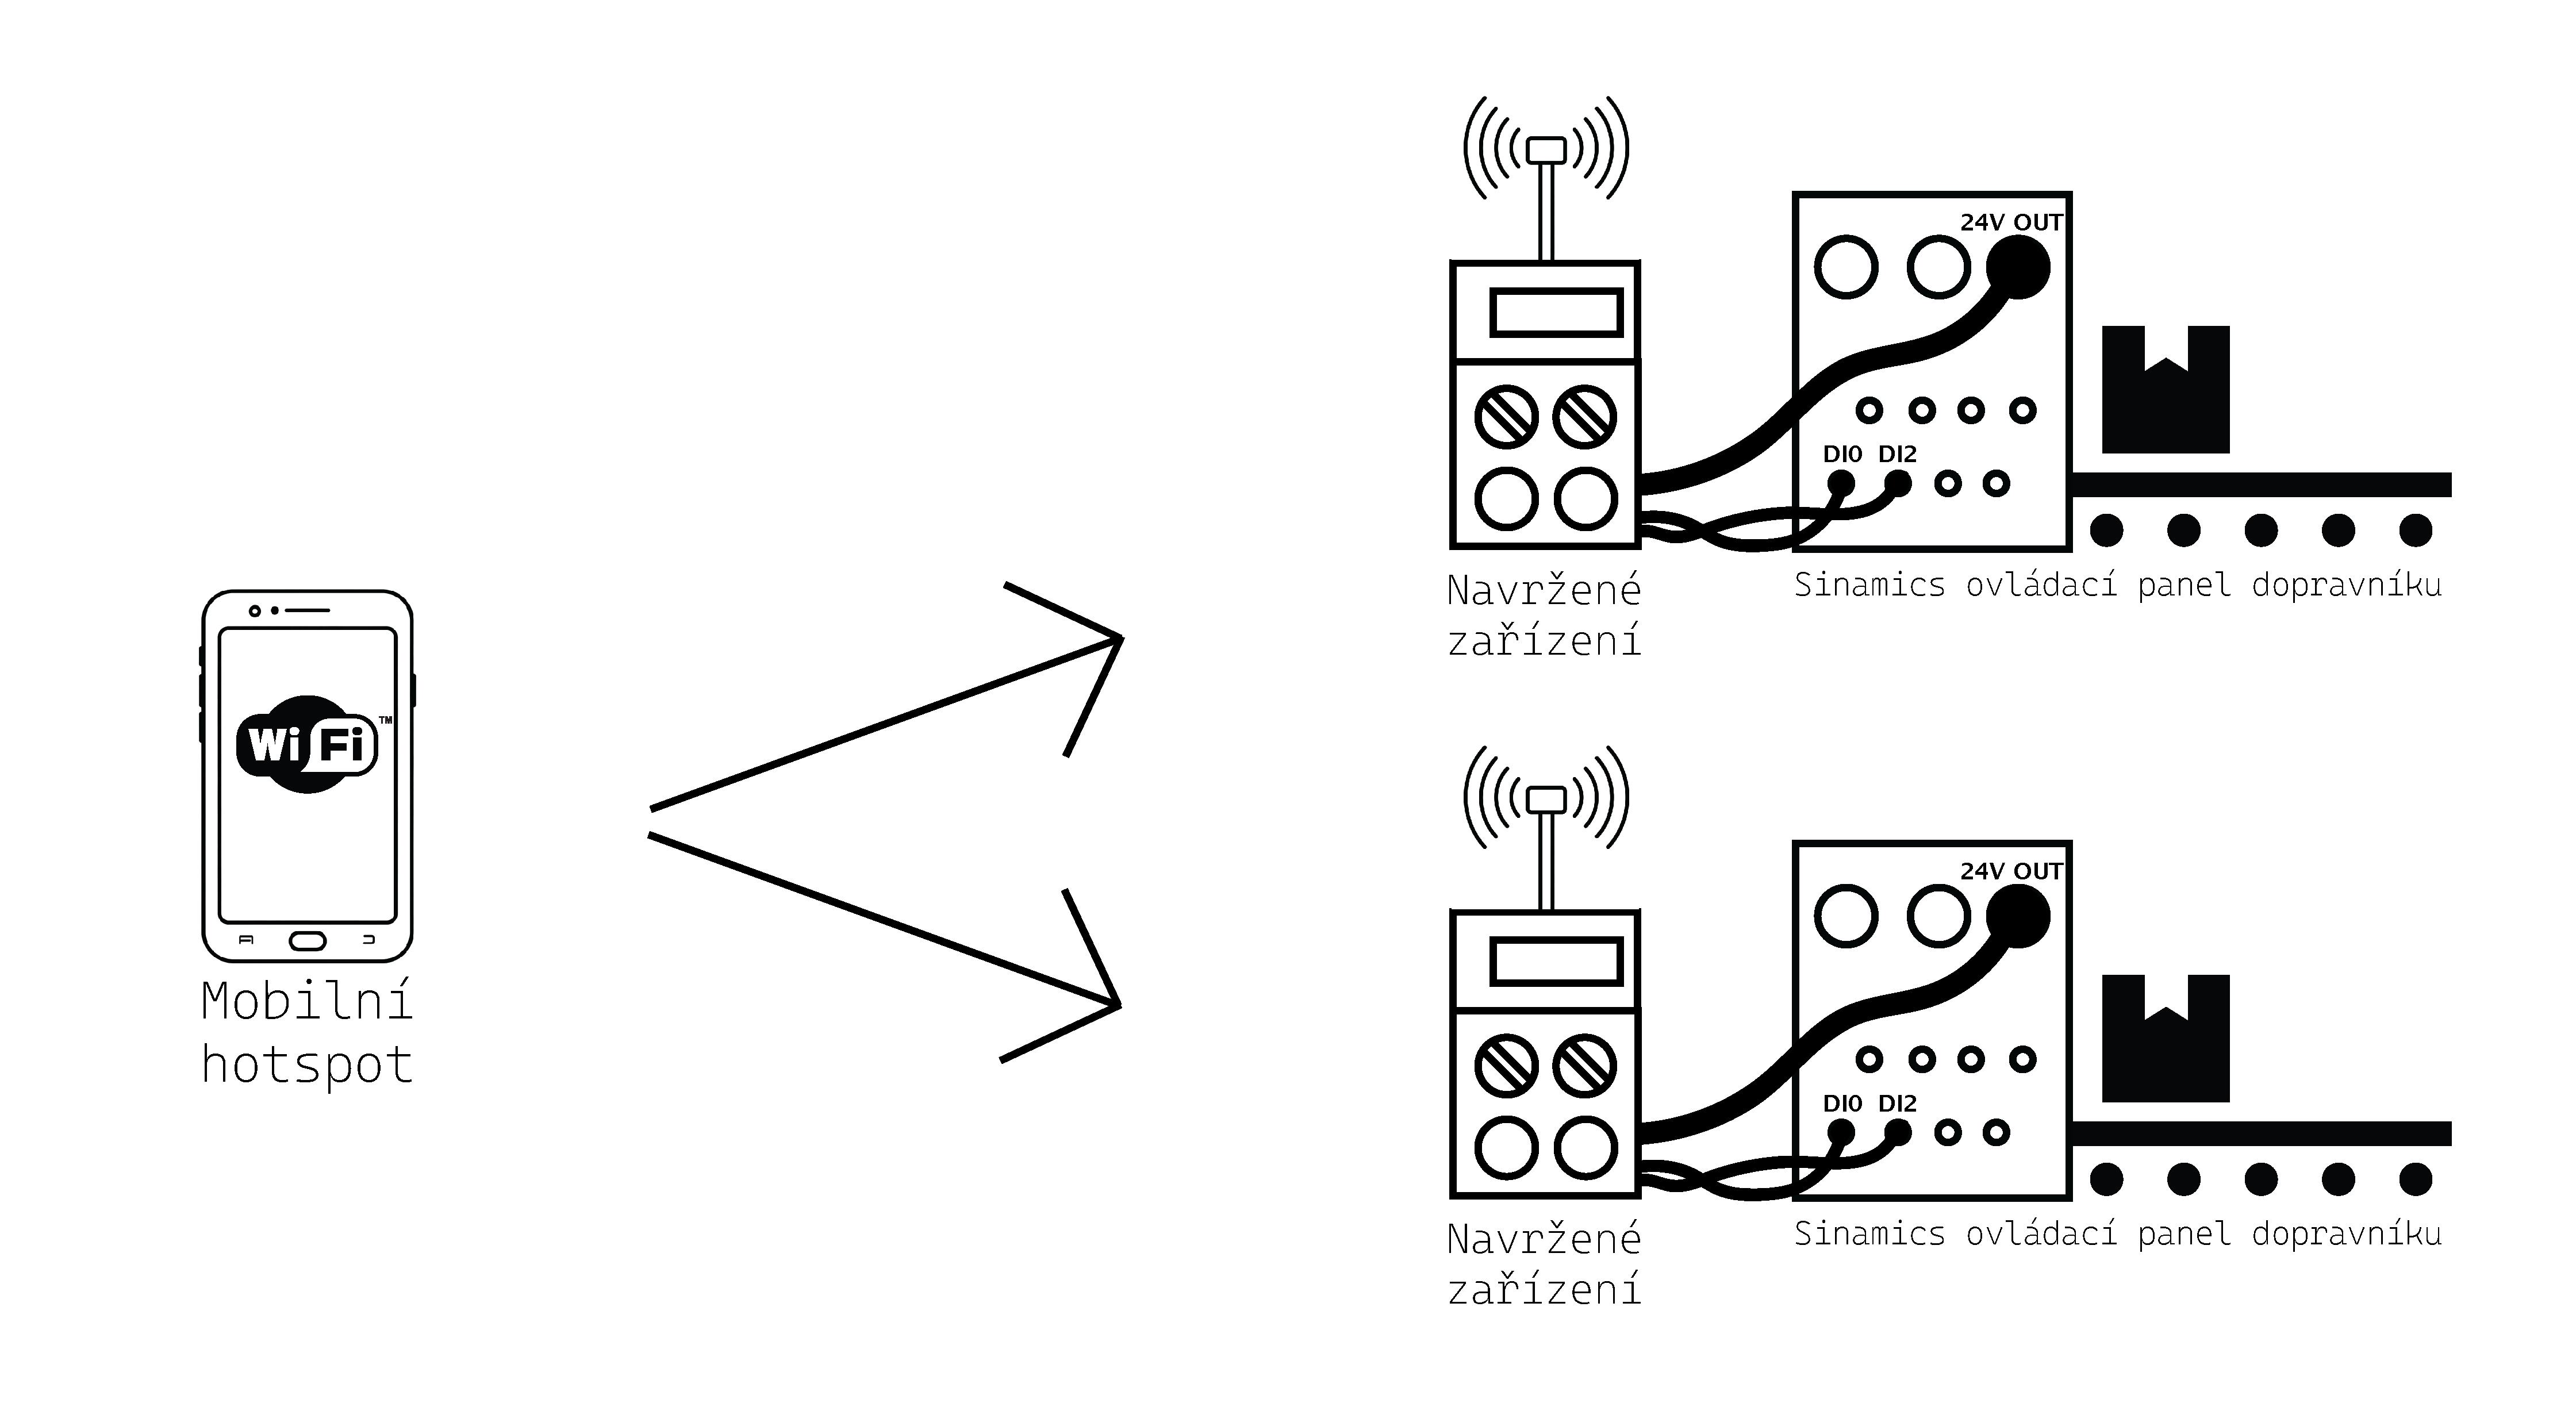 24V OUT
DI0 DI2
Navržené
zařízení
Sinamics ovládací panel dopravníku
Wi Fi ™
Mobilní
hotspot
24V OUT
DI0 DI2
Navržené
zařízení
Sinamics ovládací panel dopravníku